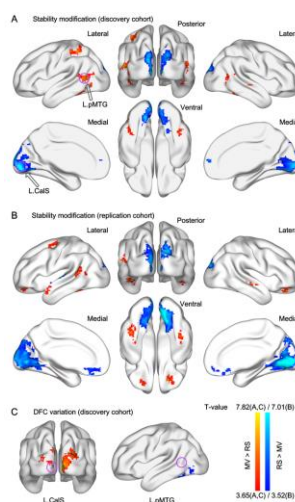 A Stability modification (discovery cohort)
Lateral Posterior Lateral
L.pMTG
Ventral
Medial Medial
L.CalS
B Stability modification (replication cohort)
Lateral Posterior Lateral
Ventral
Medial Medial
C DFC variation (discovery cohort)
L.CalS L.pMTG
T-value
7.82(A,C) / 7.01(B)
MV > RS
RS > MV
3.65(A,C) / 3.52(B)